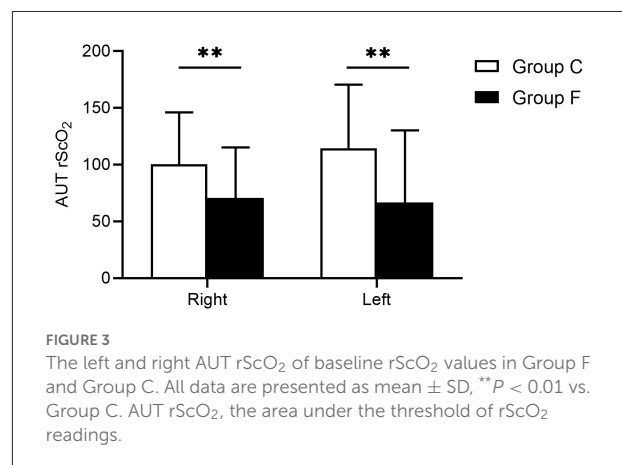 200
** **
Group C
150
Group F
AUT rScO₂
100
50
0
Right Left
FIGURE 3
The left and right AUT rScO₂ of baseline rScO₂ values in Group F
and Group C. All data are presented as mean ± SD, **P < 0.01 vs.
Group C. AUT rScO₂, the area under the threshold of rScO₂
readings.